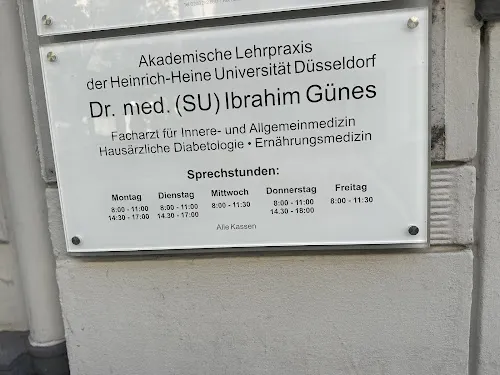 Akademische Lehrpraxis
der Heinrich-Heine Universität Düsseldorf
Dr. med. (SU) Ibrahim Günes
Facharzt für Innere- und Allgemeinmedizin
Hausärzliche Diabetologie • Ernährungsmedizin
Sprechstunden:
Montag Dienstag Mittwoch Donnerstag Freitag
8:00 - 11:00 8:00 - 11:00 8:00 - 11:30 8:00 - 11:00 8:00 - 11:30
14:30 - 17:00 14:30 - 17:00 14.30 - 18:00
Alle Kassen